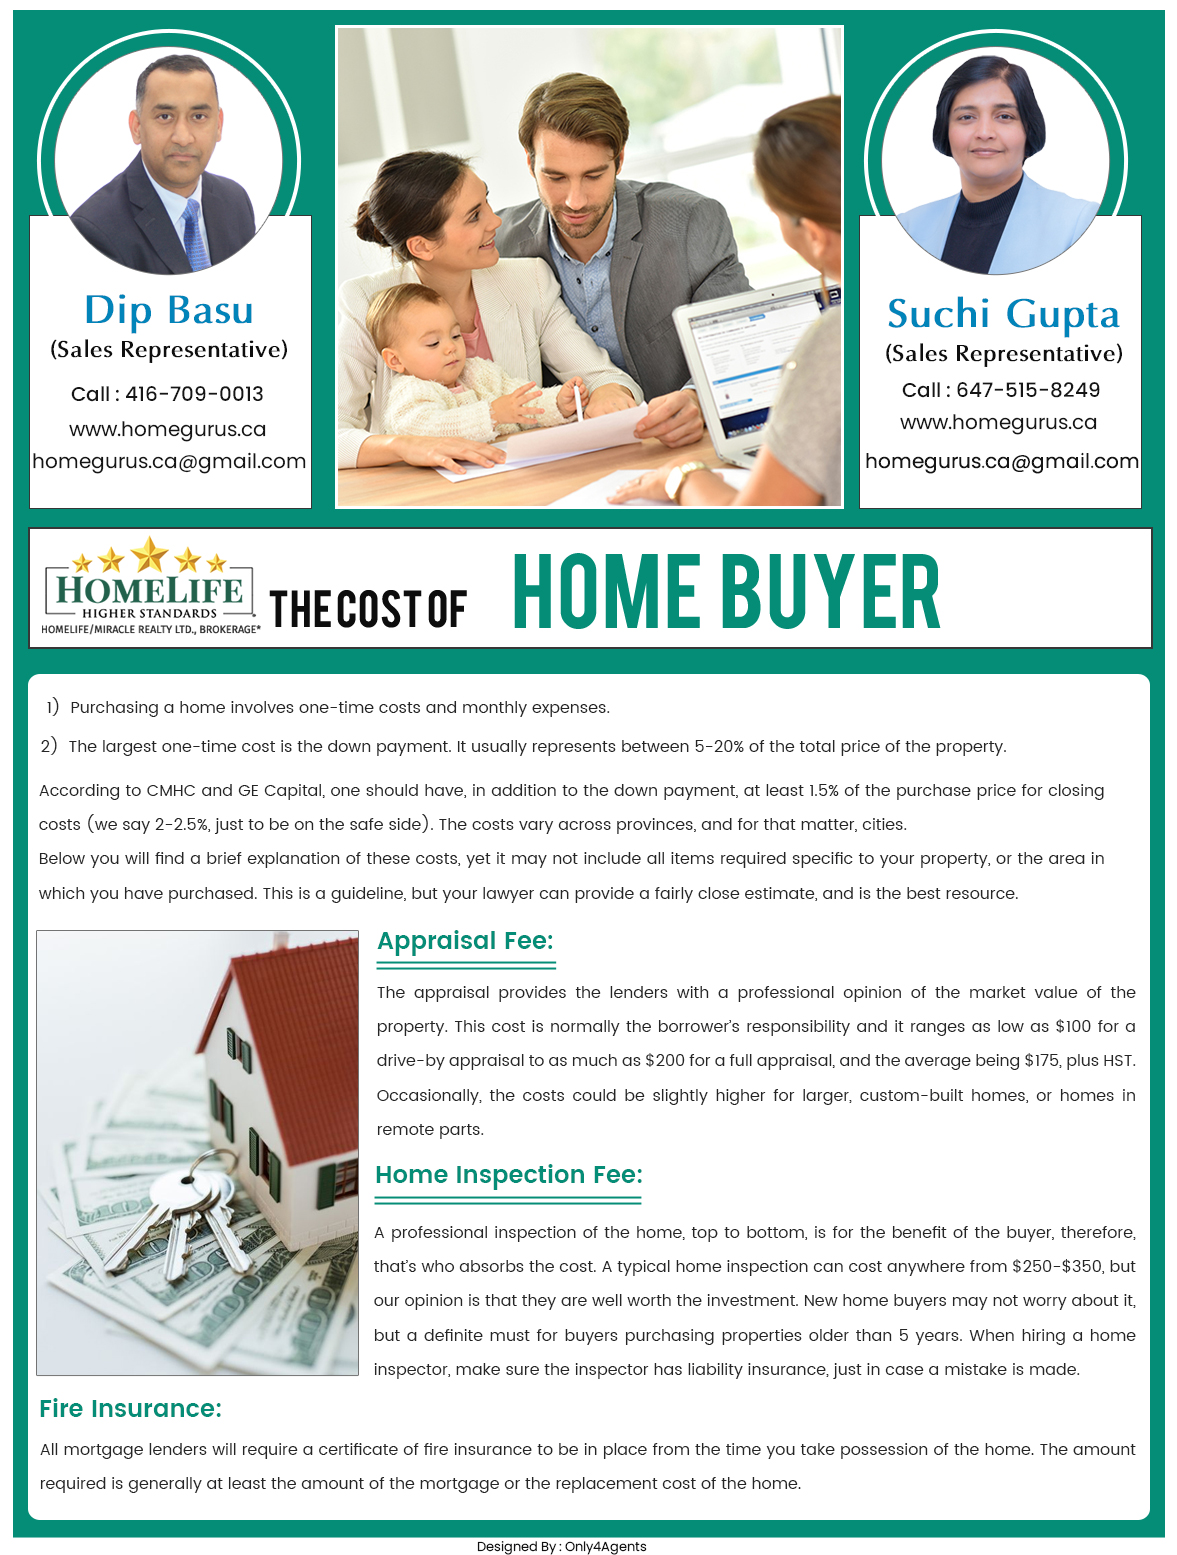 Dip Basu
(Sales Representative)
Call : 416-709-0013
www.homegurus.ca
homegurus.ca@gmail.com
Suchi Gupta
(Sales Representative)
Call : 647-515-8249
www.homegurus.ca
homegurus.ca@gmail.com
HOMELIFE
HIGHER STANDARDS
HOMELIFE/MIRACLE REALTY LTD., BROKERAGE*
THE COST OF HOME BUYER
1) Purchasing a home involves one-time costs and monthly expenses.
2) The largest one-time cost is the down payment. It usually represents between 5-20% of the total price of the property.
According to CMHC and GE Capital, one should have, in addition to the down payment, at least 1.5% of the purchase price for closing
costs (we say 2-2.5%, just to be on the safe side). The costs vary across provinces, and for that matter, cities.
Below you will find a brief explanation of these costs, yet it may not include all items required specific to your property, or the area in
which you have purchased. This is a guideline, but your lawyer can provide a fairly close estimate, and is the best resource.
Appraisal Fee:
The appraisal provides the lenders with a professional opinion of the market value of the
property. This cost is normally the borrower's responsibility and it ranges as low as $100 for a
drive-by appraisal to as much as $200 for a full appraisal, and the average being $175, plus HST.
Occasionally, the costs could be slightly higher for larger, custom-built homes, or homes in
remote parts.
Home Inspection Fee:
A professional inspection of the home, top to bottom, is for the benefit of the buyer, therefore,
that's who absorbs the cost. A typical home inspection can cost anywhere from $250-$350, but
our opinion is that they are well worth the investment. New home buyers may not worry about it,
but a definite must for buyers purchasing properties older than 5 years. When hiring a home
inspector, make sure the inspector has liability insurance, just in case a mistake is made.
Fire Insurance:
All mortgage lenders will require a certificate of fire insurance to be in place from the time you take possession of the home. The amount
required is generally at least the amount of the mortgage or the replacement cost of the home.
Designed By : Only4Agents